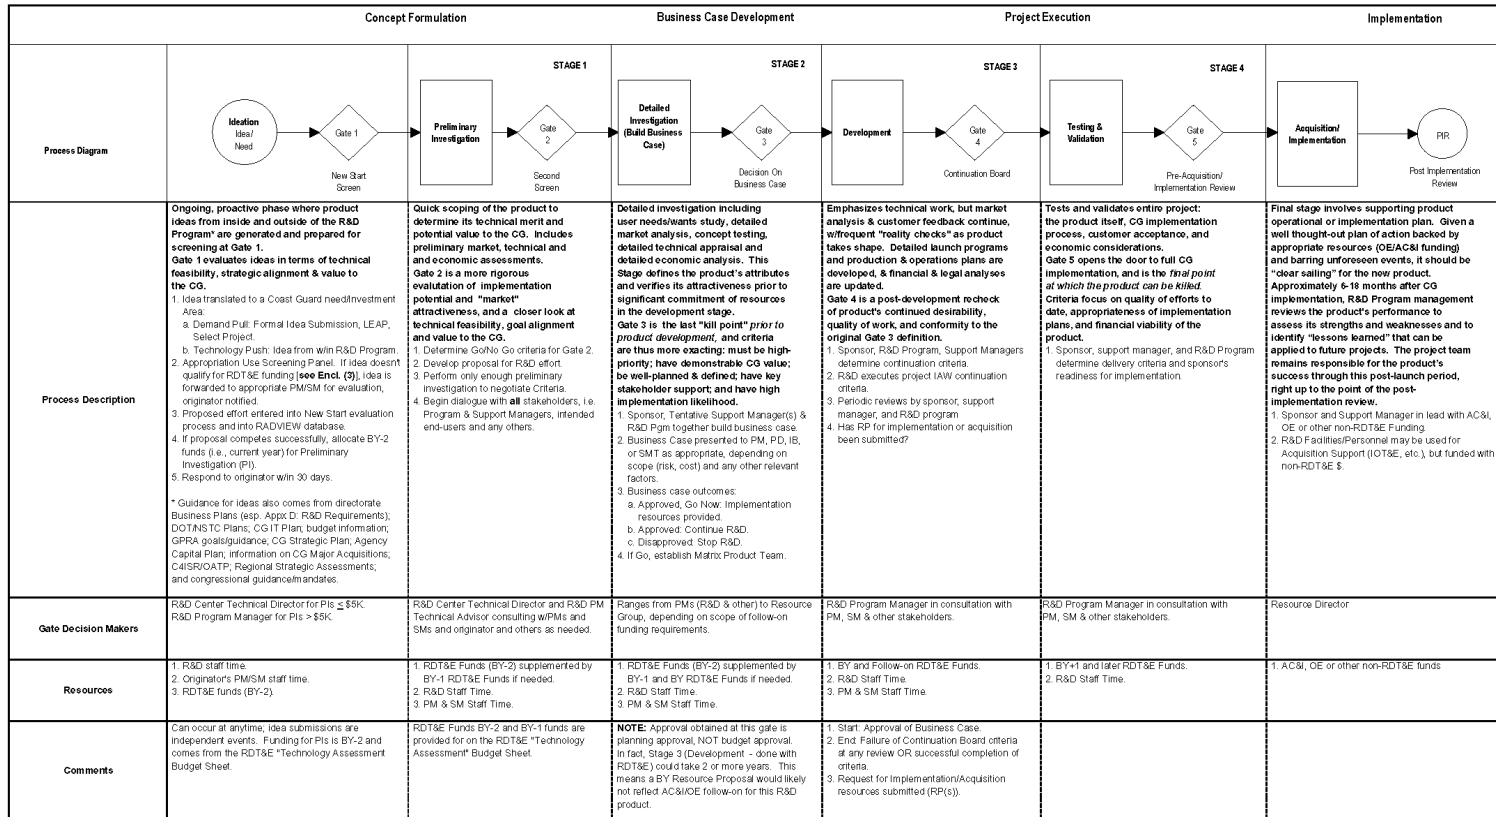 Concept Formulation
Business Case Development
Project Execution
Implementation
Process Diagram
Ideation
Idea/
Need
Gate 1
New Start
Screen
STAGE 1
Preliminary
Investigation
Gate
2
Second
Screen
STAGE 2
Detailed
Investigation
(Build Business
Case)
Gate
3
Decision On
Business Case
STAGE 3
Development
Gate
4
Continuation Board
STAGE 4
Testing &
Validation
Gate
5
Pre-Acquisition/
Implementation Review
Acquisition/
Implementation
PIR
Post Implementation
Review
Process Description
Ongoing, proactive phase where product
ideas from inside and outside of the R&D
Program* are generated and prepared for
screening at Gate 1.
Gate 1 evaluates ideas in terms of technical
feasibility, strategic alignment & value to
the CG.
1. Idea translated to a Coast Guard need/Investment
Area:
a. Demand Pull: Formal Idea Submission, LEAP,
Select Project.
b. Technology Push: Idea from w/in R&D Program.
2. Appropriation Use Screening Panel. If idea doesn't
qualify for RDT&E funding [see Encl. (3)], idea is
forwarded to appropriate PM/SM for evaluation,
originator notified.
3. Proposed effort entered into New Start evaluation
process and into RADVIEW database.
4. If proposal competes successfully, allocate BY-2
funds (i.e., current year) for Preliminary
Investigation (PI).
5. Respond to originator w/in 30 days.
* Guidance for ideas also comes from directorate
Business Plans (esp. Appx D: R&D Requirements);
DOT/NSTC Plans; CG IT Plan; budget information;
GPRA goals/guidance; CG Strategic Plan; Agency
Capital Plan; information on CG Major Acquisitions;
C4ISR/OATP; Regional Strategic Assessments;
and congressional guidance/mandates.
Quick scoping of the product to
determine its technical merit and
potential value to the CG. Includes
preliminary market, technical and
and economic assessments.
Gate 2 is a more rigorous
evalutation of implementation
potential and "market"
attractiveness, and a closer look at
technical feasibility, goal alignment
and value to the CG.
1. Determine Go/No Go criteria for Gate 2.
2. Develop proposal for R&D effort.
3. Perform only enough preliminary
investigation to negotiate Criteria.
4. Begin dialogue with all stakeholders, i.e.
Program & Support Managers, intended
end-users and any others.
Detailed investigation including
user needs/wants study, detailed
market analysis, concept testing,
detailed technical appraisal and
detailed economic analysis. This
Stage defines the product's attributes
and verifies its attractiveness prior to
significant commitment of resources
in the development stage.
Gate 3 is the last "kill point" prior to
product development, and criteria
are thus more exacting: must be high-
priority; have demonstrable CG value;
be well-planned & defined; have key
stakeholder support; and have high
implementation likelihood.
1. Sponsor, Tentative Support Manager(s) &
R&D Pgm together build business case.
2. Business Case presented to PM, PD, IB,
or SMT as appropriate, depending on
scope (risk, cost) and any other relevant
factors.
3. Business case outcomes:
a. Approved, Go Now: Implementation
resources provided.
b. Approved: Continue R&D.
c. Disapproved: Stop R&D.
4. If Go, establish Matrix Product Team.
Emphasizes technical work, but market
analysis & customer feedback continue,
w/frequent "reality checks" as product
takes shape. Detailed launch programs
and production & operations plans are
developed, & financial & legal analyses
are updated.
Gate 4 is a post-development recheck
of product's continued desirability,
quality of work, and conformity to the
original Gate 3 definition.
1. Sponsor, R&D Program, Support Managers
determine continuation criteria.
2. R&D executes project IAW continuation
criteria.
3. Periodic reviews by sponsor, support
manager, and R&D program
4. Has RP for implementation or acquisition
been submitted?
Tests and validates entire project:
the product itself, CG implementation
process, customer acceptance, and
economic considerations.
Gate 5 opens the door to full CG
implementation, and is the final point
at which the product can be killed.
Criteria focus on quality of efforts to
date, appropriateness of implementation
plans, and financial viability of the
product.
1. Sponsor, support manager, and R&D Program
determine delivery criteria and sponsor's
readiness for implementation.
Final stage involves supporting product
operational or implementation plan. Given a
well thought-out plan of action backed by
appropriate resources (OE/AC&I funding)
and barring unforeseen events, it should be
“clear sailing” for the new product.
Approximately 6-18 months after CG
implementation, R&D Program management
reviews the product's performance to
assess its strengths and weaknesses and to
identify “lessons learned” that can be
applied to future projects. The project team
remains responsible for the product's
success through this post-launch period,
right up to the point of the post-
implementation review.
1. Sponsor and Support Manager in lead with AC&I,
OE or other non-RDT&E Funding.
2. R&D Facilities/Personnel may be used for
Acquisition Support (IOT&E, etc.), but funded with
non-RDT&E $.
Gate Decision Makers
R&D Center Technical Director for PIs ≤ $5K.
R&D Program Manager for PIs > $5K.
R&D Center Technical Director and R&D PM
Technical Advisor consulting w/PMs and
SMs and originator and others as needed.
Ranges from PMs (R&D & other) to Resource
Group, depending on scope of follow-on
funding requirements.
R&D Program Manager in consultation with
PM, SM & other stakeholders.
R&D Program Manager in consultation with
PM, SM & other stakeholders.
Resource Director
Resources
1. R&D staff time.
2. Originator's PM/SM staff time.
3. RDT&E funds (BY-2).
1. RDT&E Funds (BY-2) supplemented by
BY-1 RDT&E Funds if needed.
2. R&D Staff Time.
3. PM & SM Staff Time.
1. RDT&E Funds (BY-2) supplemented by
BY-1 and BY RDT&E Funds if needed.
2. R&D Staff Time.
3. PM & SM Staff Time.
1. BY and Follow-on RDT&E Funds.
2. R&D Staff Time.
3. PM & SM Staff Time.
1. BY+1 and later RDT&E Funds.
2. R&D Staff Time.
1. AC&I, OE or other non-RDT&E funds
Comments
Can occur at anytime; idea submissions are
independent events. Funding for PIs is BY-2 and
comes from the RDT&E "Technology Assessment
Budget Sheet.
RDT&E Funds BY-2 and BY-1 funds are
provided for on the RDT&E "Technology
Assessment" Budget Sheet.
NOTE: Approval obtained at this gate is
planning approval, NOT budget approval.
In fact, Stage 3 (Development - done with
RDT&E) could take 2 or more years. This
means a BY Resource Proposal would likely
not reflect AC&I/OE follow-on for this R&D
product.
1. Start: Approval of Business Case.
2. End: Failure of Continuation Board criteria
at any review OR successful completion of
criteria.
3. Request for Implementation/Acquisition
resources submitted (RP(s)).